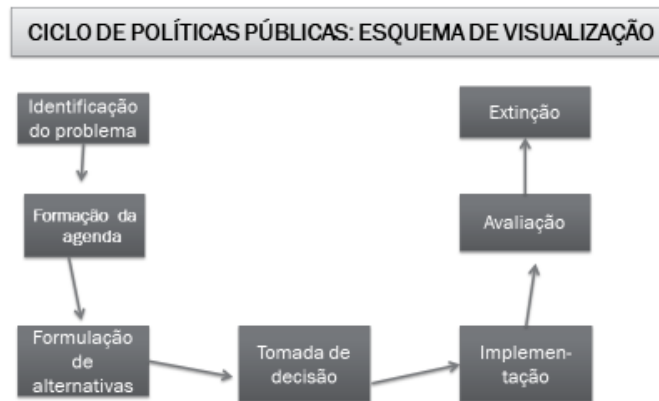 CICLO DE POLÍTICAS PÚBLICAS: ESQUEMA DE VISUALIZAÇÃO
Identificação
do problema
Formação da
agenda
Formulação
de
alternativas
Tomada de
decisão
Implemen-
tação
Avaliação
Extinção